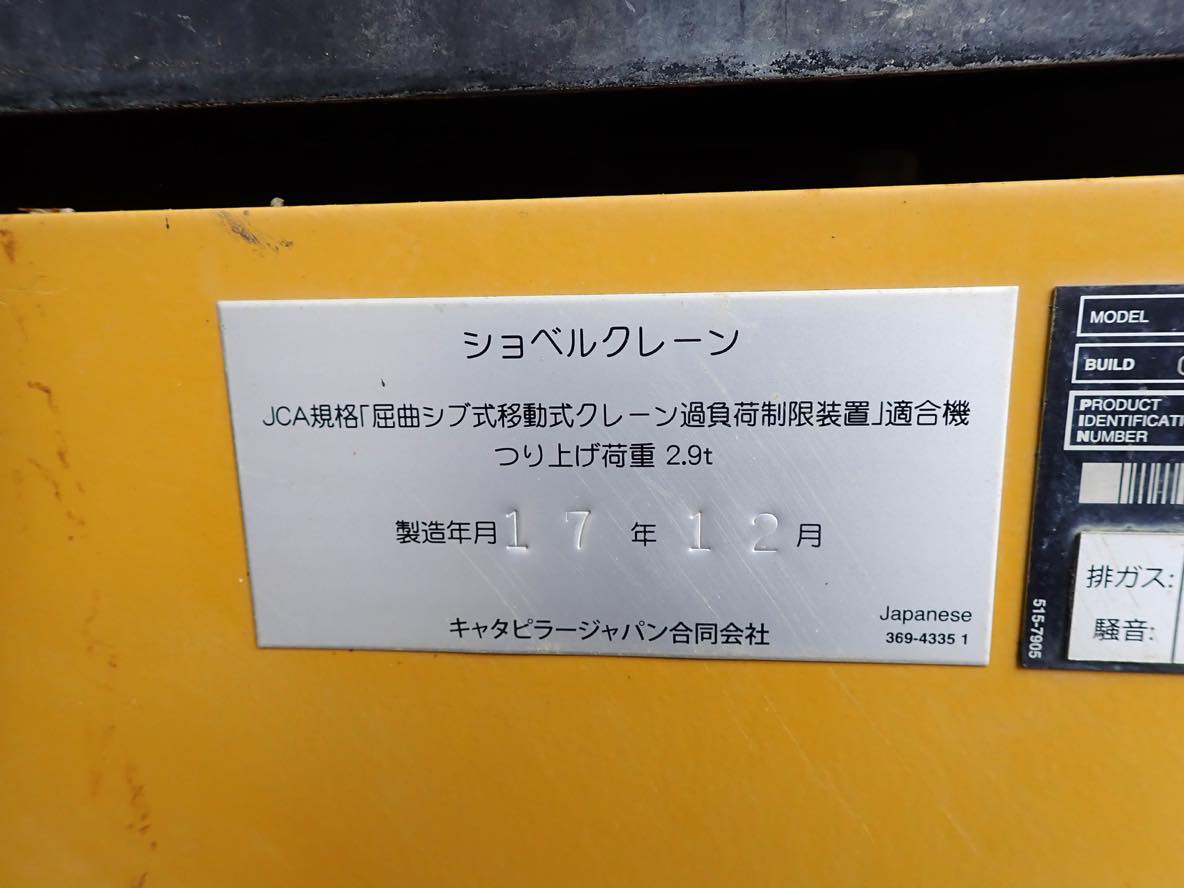 ショベルクレーン
JCA規格｢屈曲ジブ式移動式クレーン過負荷制限装置｣適合機
つり上げ荷重 2.9t
製造年月 17 年 12 月
キャタピラージャパン合同会社
Japanese
369-4335 1
MODEL
BUILD
PRODUCT
IDENTIFICATI
NUMBER
排ガス:
騒音:
515-7905